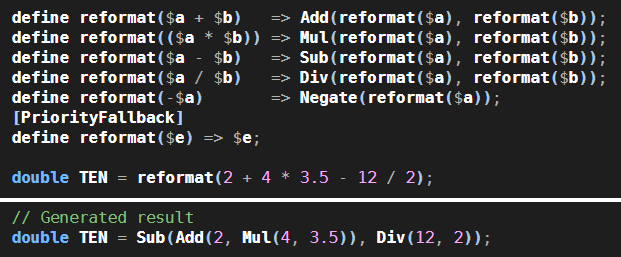 define reformat($a + $b)   => Add(reformat($a), reformat($b));
define reformat(($a * $b)) => Mul(reformat($a), reformat($b));
define reformat($a - $b)   => Sub(reformat($a), reformat($b));
define reformat($a / $b)   => Div(reformat($a), reformat($b));
define reformat(-$a)       => Negate(reformat($a));
[PriorityFallback]
define reformat($e) => $e;
double TEN = reformat(2 + 4 * 3.5 - 12 / 2);
// Generated result
double TEN = Sub(Add(2, Mul(4, 3.5)), Div(12, 2));